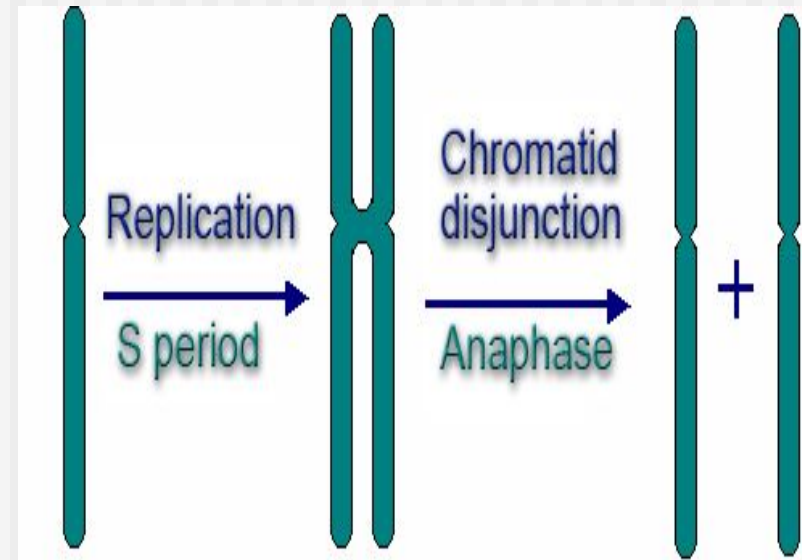 Replication
S period
Chromatid
disjunction
Anaphase
+